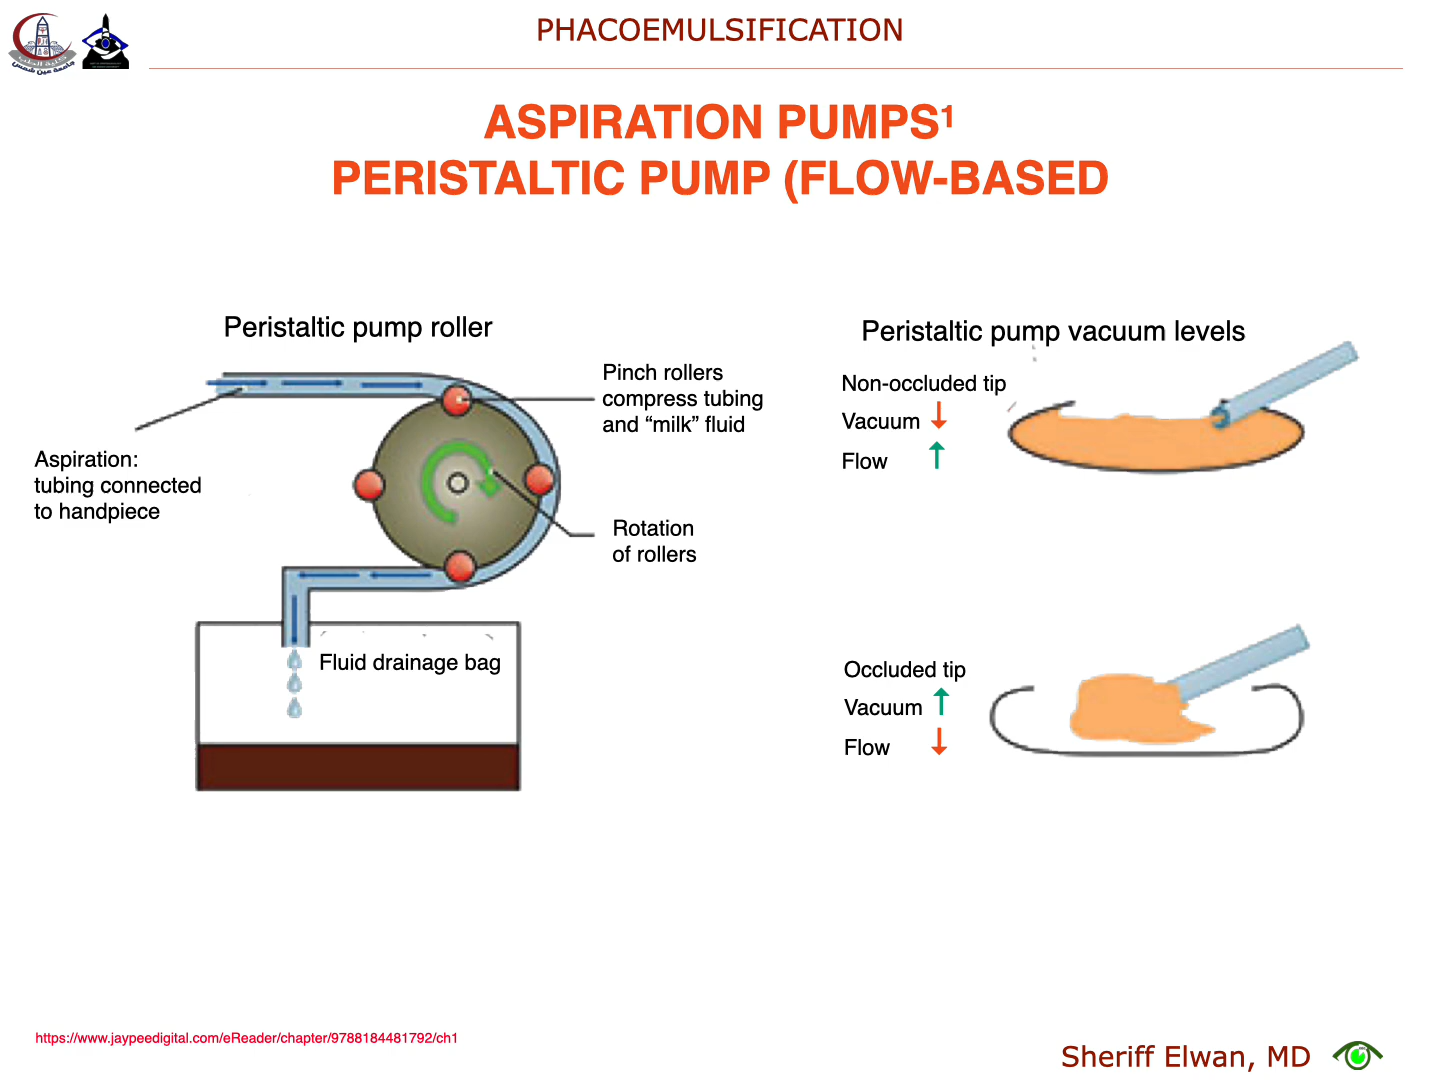 PHACOEMULSIFICATION
ASPIRATION PUMPS¹
PERISTALTIC PUMP (FLOW-BASED
Peristaltic pump roller
Pinch rollers
compress tubing
and “milk” fluid
Aspiration:
tubing connected
to handpiece
Rotation
of rollers
Fluid drainage bag
Peristaltic pump vacuum levels
Non-occluded tip
Vacuum ↓
Flow ↑
Occluded tip
Vacuum ↑
Flow ↓
https://www.jaypeedigital.com/eReader/chapter/9788184481792/ch1
Sheriff Elwan, MD